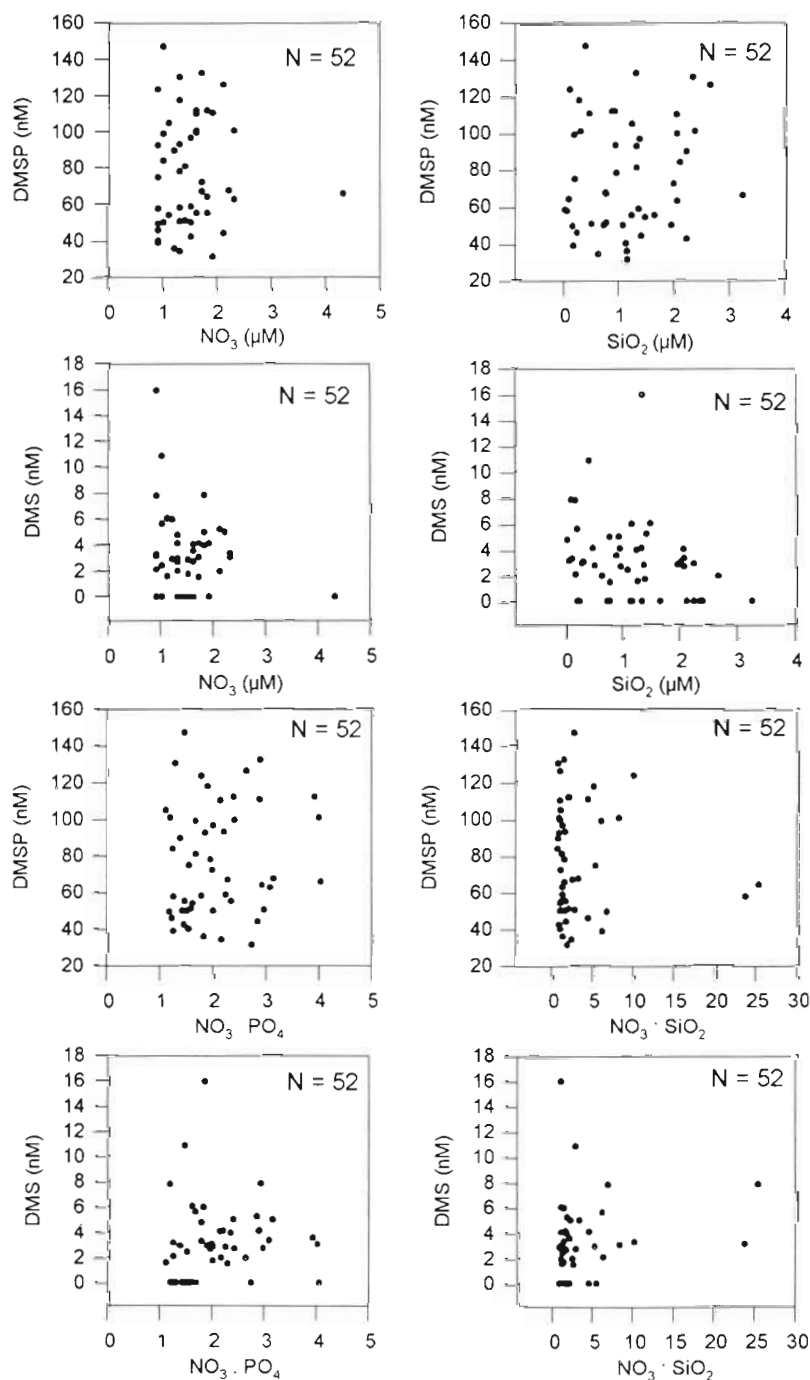 160 140 120 100 80 60 40 20
DMSP (nM)
N = 52
0 1 2 3 4 5
NO₃ (µM)
160 140 120 100 80 60 40 20
DMSP (nM)
N = 52
0 1 2 3 4
SiO₂ (µM)
18 16 14 12 10 8 6 4 2 0
DMS (nM)
N = 52
0 1 2 3 4 5
NO₃ (µM)
18 16 14 12 10 8 6 4 2 0
DMS (nM)
N = 52
0 1 2 3 4
SiO₂ (µM)
160 140 120 100 80 60 40 20
DMSP (nM)
N = 52
0 1 2 3 4 5
NO₃ . PO₄
160 140 120 100 80 60 40 20
DMSP (nM)
N = 52
0 5 10 15 20 25 30
NO₃ · SiO₂
18 16 14 12 10 8 6 4 2 0
DMS (nM)
N = 52
0 1 2 3 4 5
NO₃ . PO₄
18 16 14 12 10 8 6 4 2 0
DMS (nM)
N = 52
0 5 10 15 20 25 30
NO₃ · SiO₂